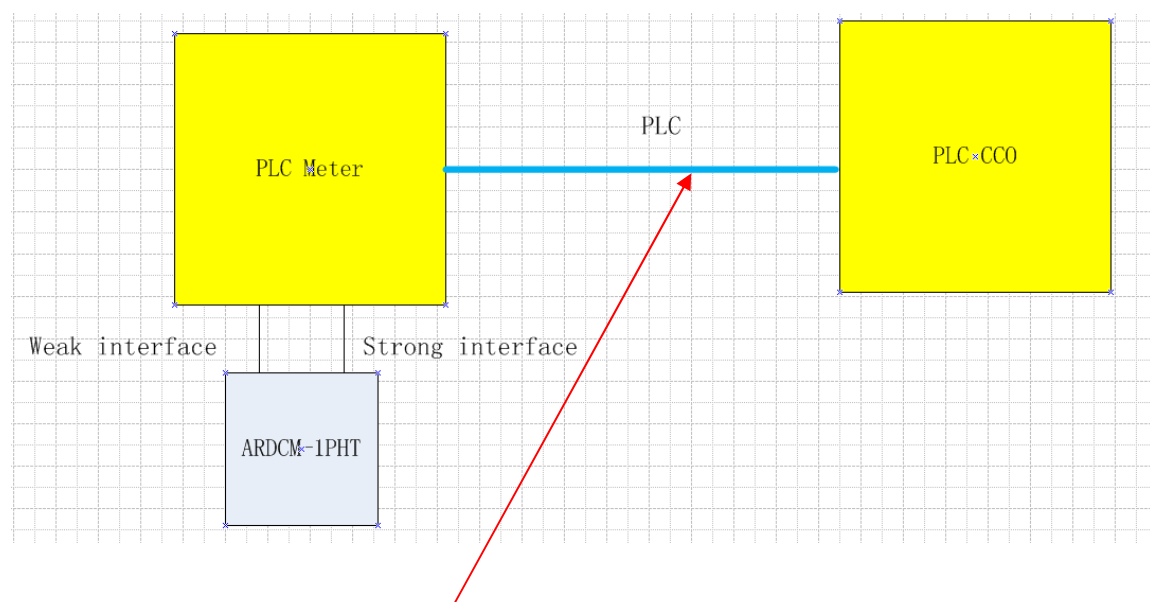 PLC
PLC Meter
PLC CCO
Weak interface
Strong interface
ARDCM-1PHT